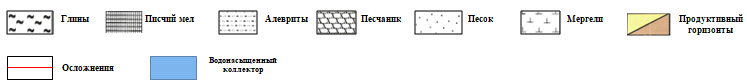 Глины
Писчий мел
Алевриты
Песчаник
Песок
Мергели
Продуктивный
горизонты
Осложнения
Водонасыщенный
коллектор